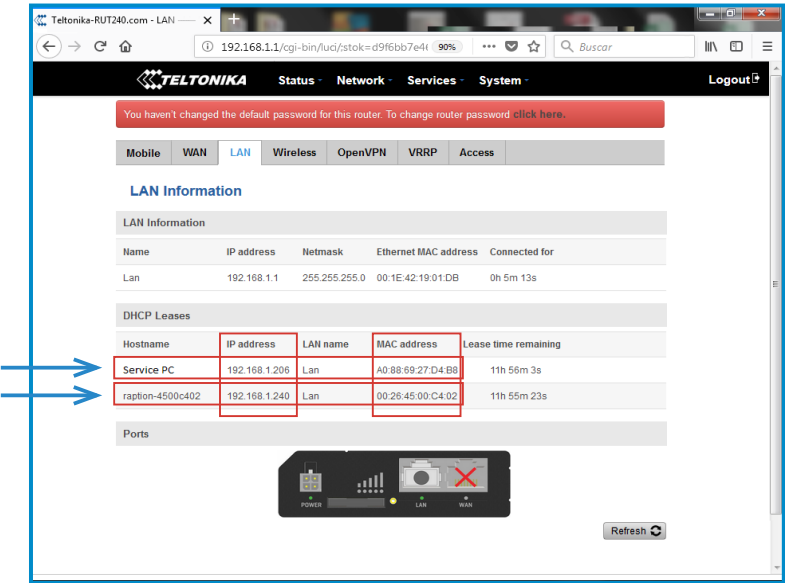 Teltonika-RUT240.com - LAN
192.168.1.1/cgi-bin/luci/;stok=d9f6bb7e4( 90% Buscar
TELTONIKA Status Network Services System Logout
You haven't changed the default password for this router. To change router password click here.
Mobile WAN LAN Wireless OpenVPN VRRP Access
LAN Information
LAN Information
Name IP address Netmask Ethernet MAC address Connected for
Lan 192.168.1.1 255.255.255.0 00:1E:42:19:01:DB 0h 5m 13s
DHCP Leases
Hostname IP address LAN name MAC address Lease time remaining
Service PC 192.168.1.206 Lan A0:88:69:27:D4:B8 11h 56m 3s
raption-4500c402 192.168.1.240 Lan 00:26:45:00:C4:02 11h 55m 23s
Ports
POWER LAN WAN
Refresh